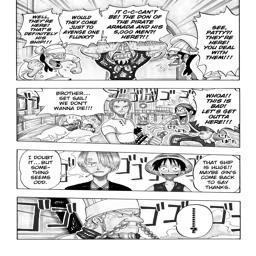 SEE,
PATTY?!
THEY'RE
HERE!
YOU DEAL
WITH
THEM!!!
IT C-C-CAN'T
BE! THE DON OF
THE PIRATE
ARMADA AND HIS
5,000 MEN?!
HERE?!
WOULD
THEY COME
JUST TO
AVENGE ONE
FLUNKY?
WELL,
THEY'RE
HERE!
THAT'S
DEFINITELY
HIS
SHIP!!!
WHOA!!
THIS IS
BAD!
LET'S GET
OUTTA
HERE!!!
BROTHER...
SET SAIL!
WE DON'T
WANNA DIE!!!
THAT SHIP
IS HUGE!!
MAYBE GIN'S
COME BACK
TO SAY
THANKS.
I DOUBT
IT...BUT
SOME-
THING
SEEMS
ODD.